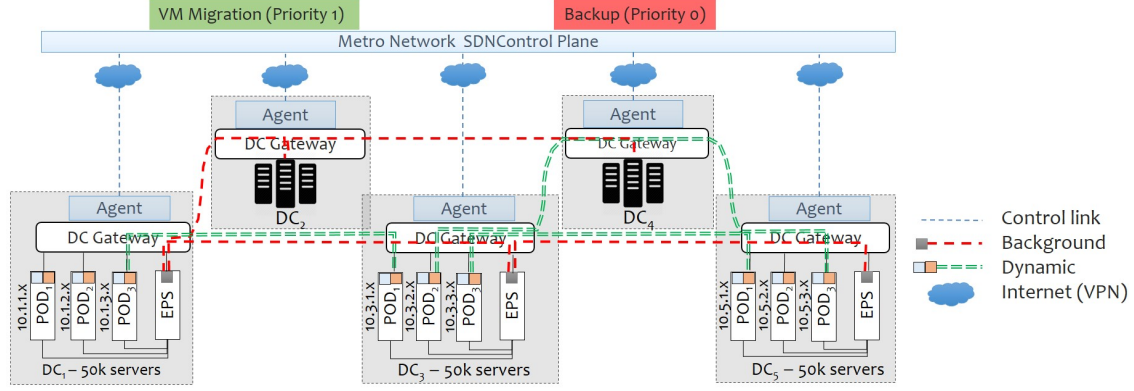 VM Migration (Priority 1)
Backup (Priority 0)
Metro Network SDNControl Plane
Agent
Agent
DC Gateway
DC Gateway
DC2
DC4
Agent
Agent
Agent
DC Gateway
DC Gateway
DC Gateway
10.1.1.X
POD1
10.1.2.X
POD2
10.1.3.X
POD3
EPS
10.3.1.X
POD1
10.3.2.X
POD2
10.3.3.X
POD3
EPS
10.5.1.X
POD1
10.5.2.X
POD2
10.5.3.X
POD3
EPS
DC1 – 50k servers
DC3 – 50k servers
DC5 – 50k servers
Control link
Background
Dynamic
Internet (VPN)